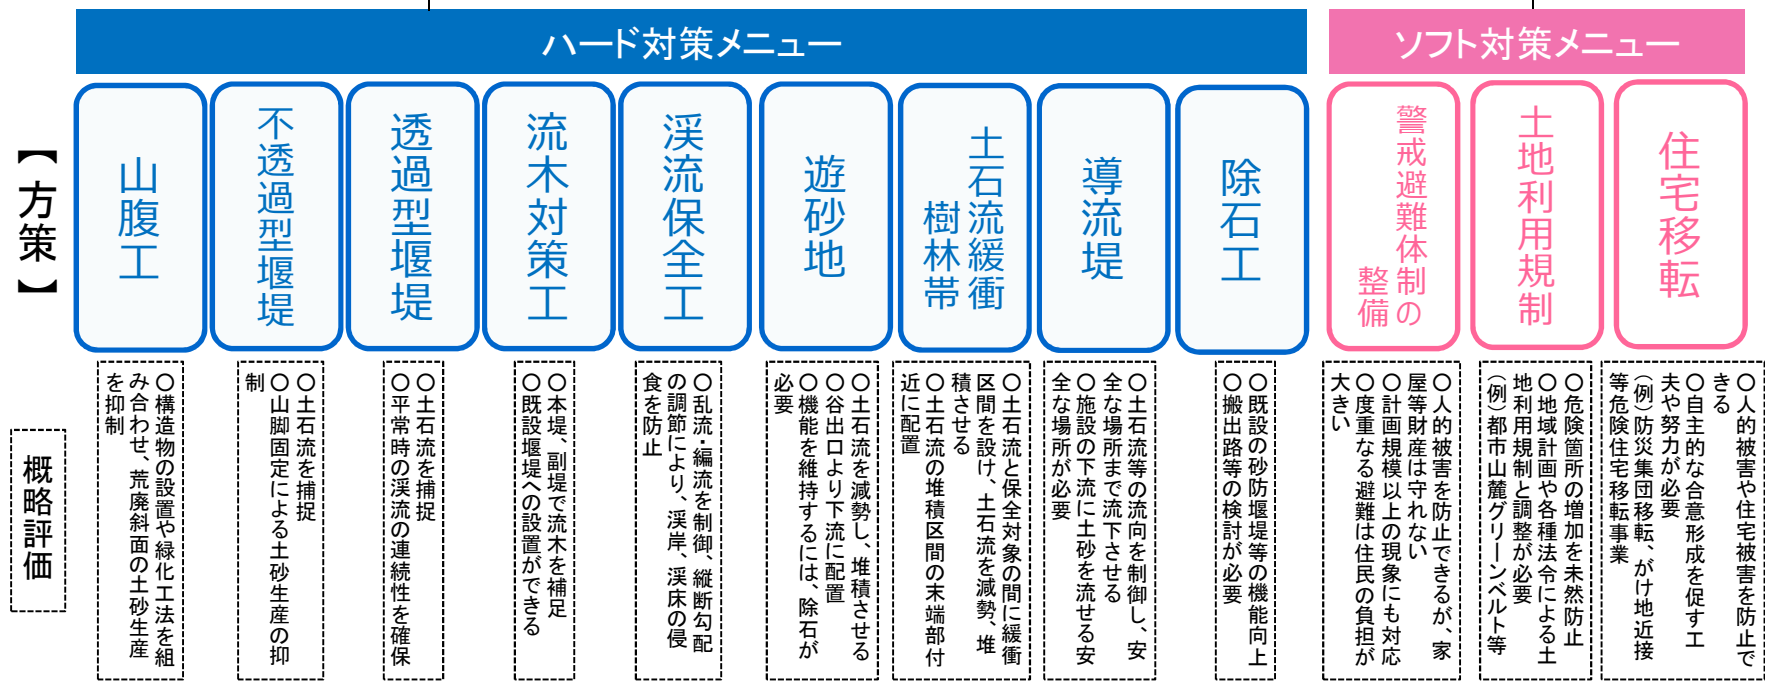 ハード対策メニュー
ソフト対策メニュー
【方策】
山腹工
不透過型堰堤
透過型堰堤
流木対策工
渓流保全工
遊砂地
土石流緩衝
樹林帯
導流堤
除石工
警戒避難体制の
整備
土地利用規制
住宅移転
概略評価
○構造物の設置や緑化工法を組
み合わせ、荒廃斜面の土砂生産
を抑制
○土石流を捕捉
○山脚固定による土砂生産の抑
制
○土石流を捕捉
○平常時の渓流の連続性を確保
○本堤、副堤で流木を補足
○既設堰堤への設置ができる
○乱流・編流を制御、縦断勾配
の調節により、渓岸、渓床の侵
食を防止
○土石流を減勢し、堆積させる
○谷出口より下流に配置
○機能を維持するには、除石が
必要
○土石流と保全対象の間に緩衝
区間を設け、土石流を減勢、堆
積させる
○土石流の堆積区間の末端部付
近に配置
○土石流等の流向を制御し、安
全な場所まで流下させる
○施設の下流に土砂を流せる安
全な場所が必要
○既設の砂防堰堤等の機能向上
○搬出路等の検討が必要
○人的被害を防止できるが、家
屋等財産は守れない
○計画規模以上の現象にも対応
○度重なる避難は住民の負担が
大きい
○危険箇所の増加を未然防止
○地域計画や各種法令による土
地利用規制と調整が必要
(例)都市山麓グリーンベルト等
○人的被害や住宅被害を防止で
きる
○自主的な合意形成を促す工
夫や努力が必要
(例)防災集団移転、がけ地近接
等危険住宅移転事業